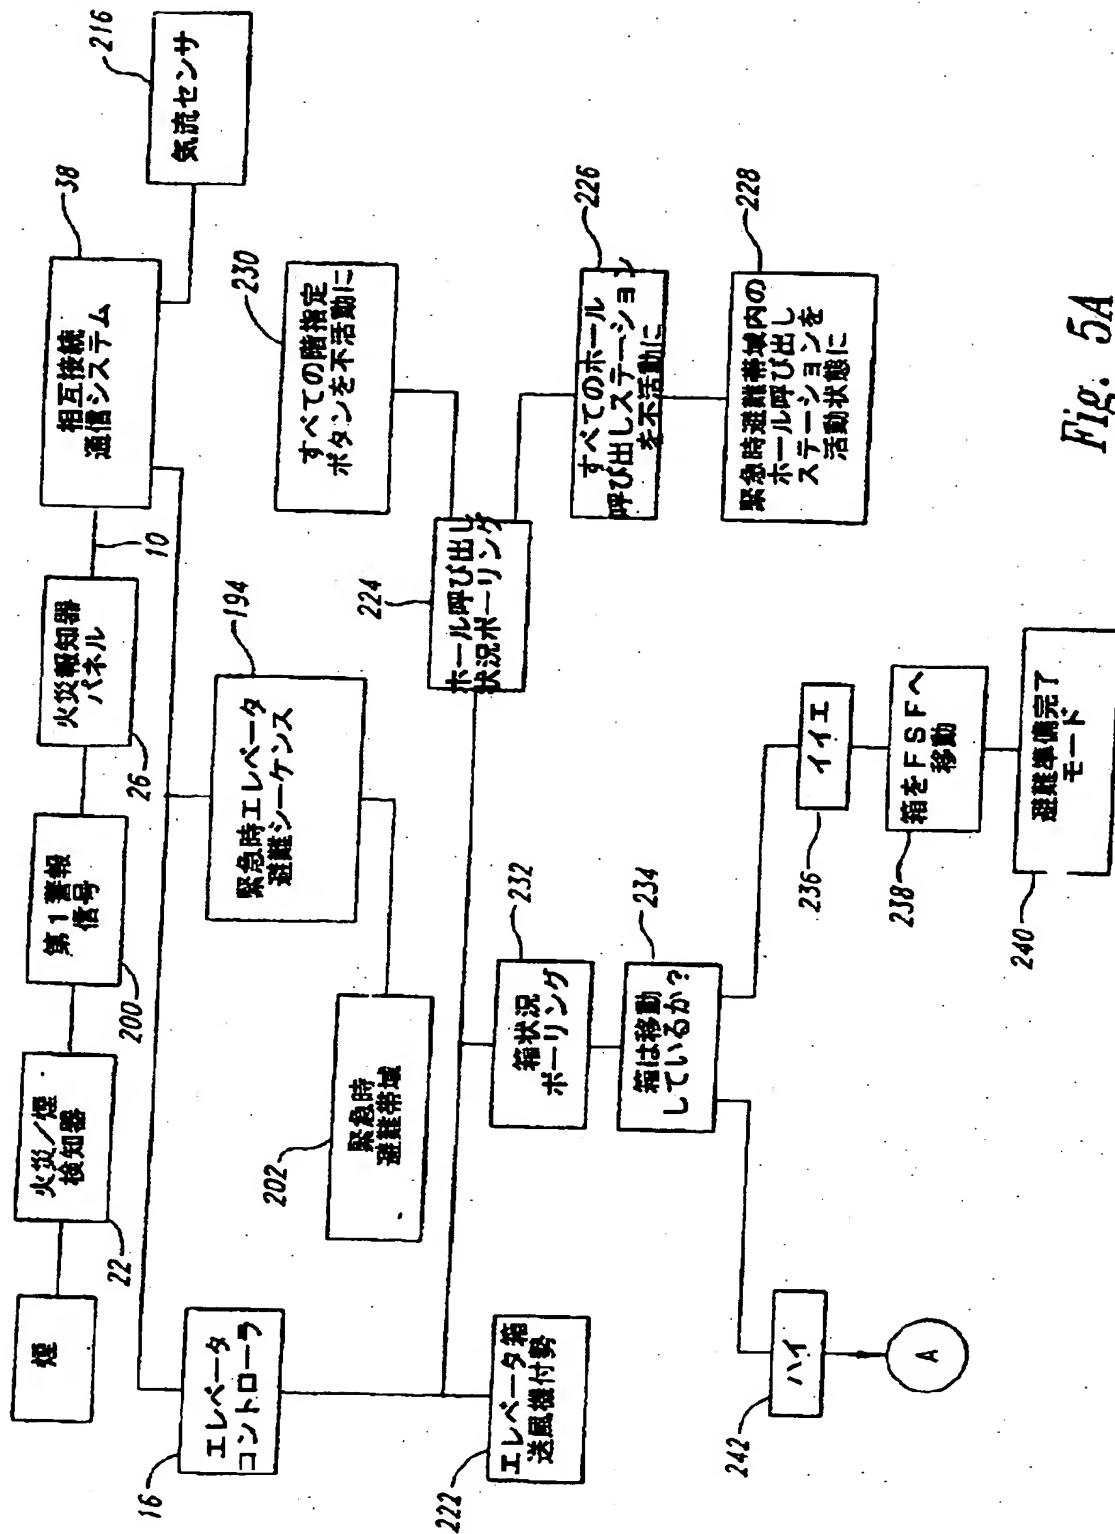 煙
火災／煙
検知器
22
第１警報
信号
200
火災報知器
パネル
26
10
相互接続
通信システム
38
気流センサ
216
エレベータ
コントローラ
16
緊急時エレベータ
避難シーケンス
194
緊急時
避難帯域
202
すべての階指定
ボタンを不活動に
230
ホール呼び出し
状況ポーリング
224
すべてのホール
呼び出しステーション
を不活動に
226
緊急時避難帯域内の
ホール呼び出し
ステーションを
活動状態に
228
エレベータ箱
送風機付勢
222
箱状況
ポーリング
232
箱は移動
しているか？
234
イイエ
236
箱をＦＳＦへ
移動
238
避難準備完了
モード
240
ハイ
242
A
Fig. 5A